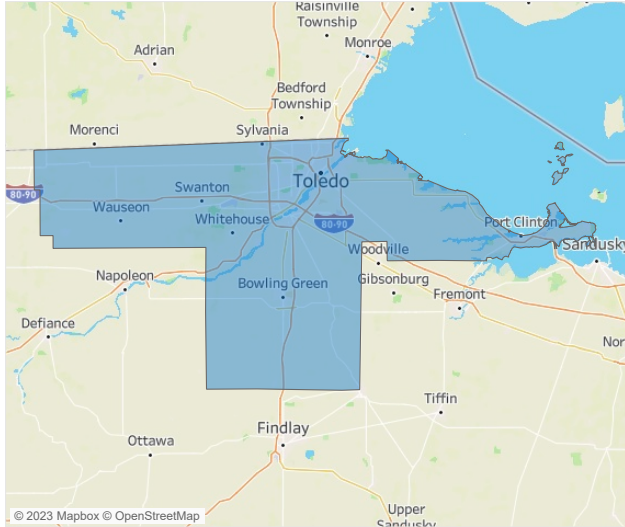 Raisinville
Township
Adrian
Monroe
Bedford
Township
Morenci
Sylvania
Toledo
80-90
Swanton
Wauseon
Whitehouse
80-90
Port Clinton
Sandusky
Woodville
Napoleon
Bowling Green
Gibsonburg
Fremont
Defiance
Nor
Tiffin
Findlay
Ottawa
Upper
Sandusky
© 2023 Mapbox © OpenStreetMap